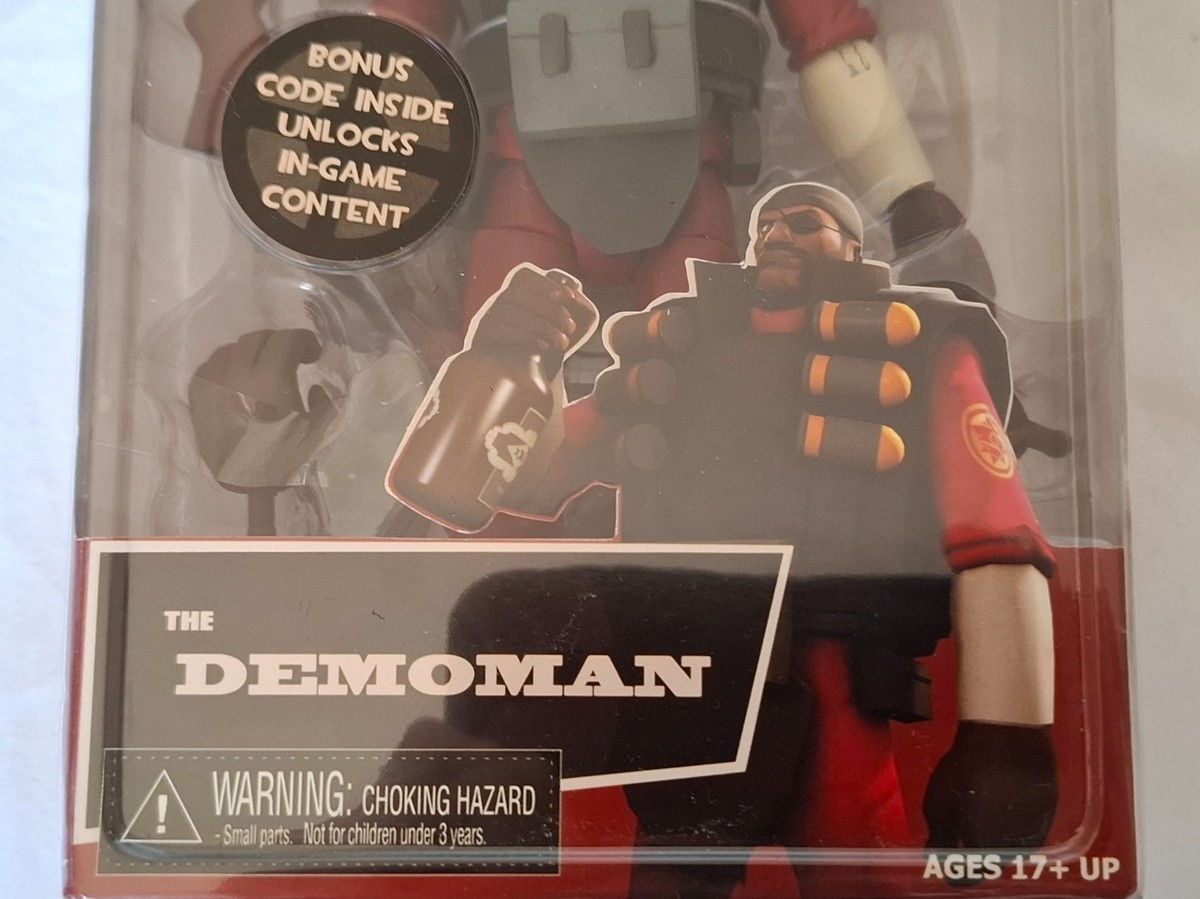 BONUS
CODE INSIDE
UNLOCKS
IN-GAME
CONTENT
THE
DEMOMAN
WARNING: CHOKING HAZARD
- Small parts. Not for children under 3 years.
AGES 17+ UP